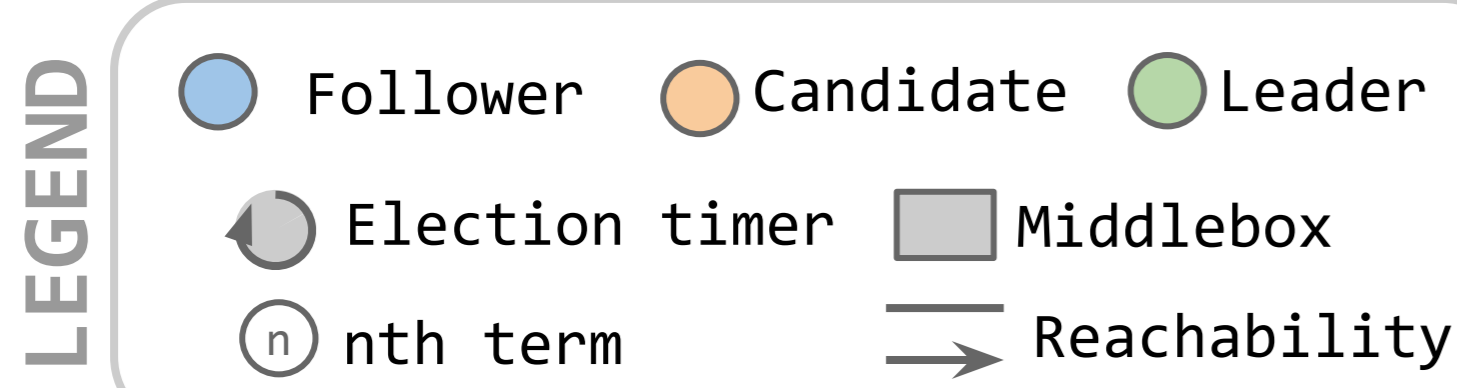 LEGEND
Follower Candidate Leader
Election timer Middlebox
n nth term Reachability